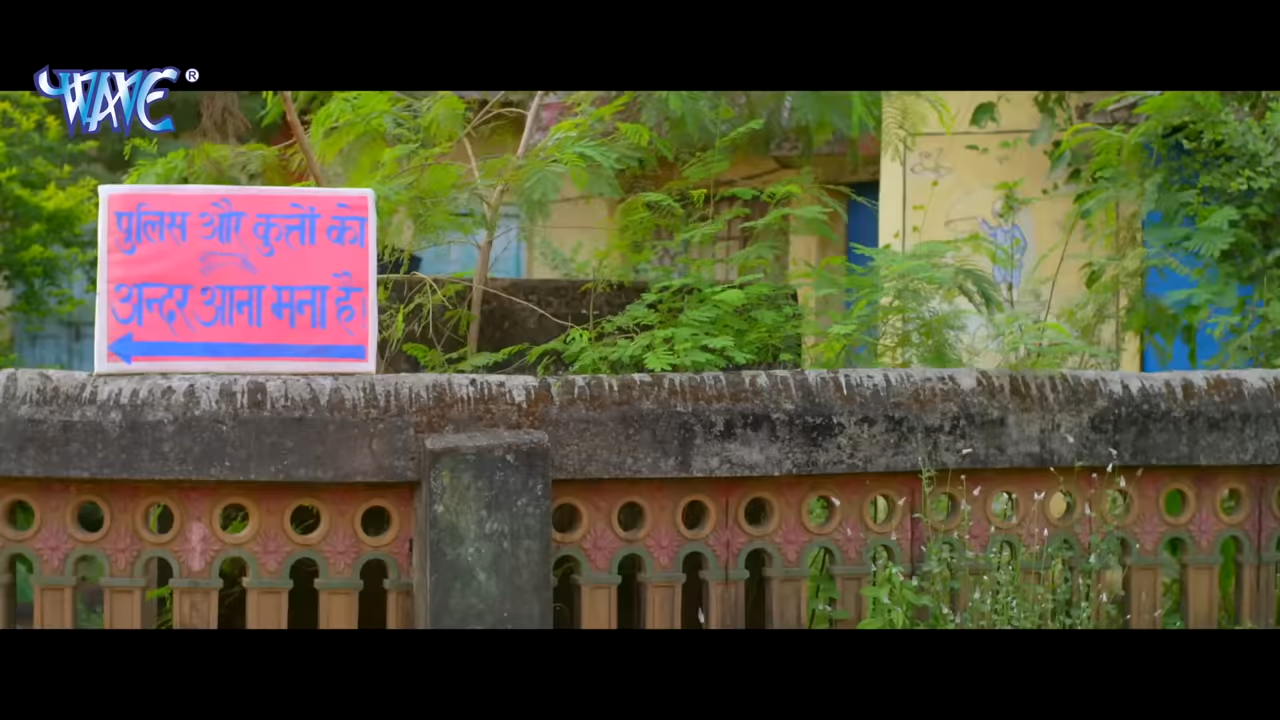 WAVE ®
पुलिस और कुत्तों को
अन्दर आना मना है।